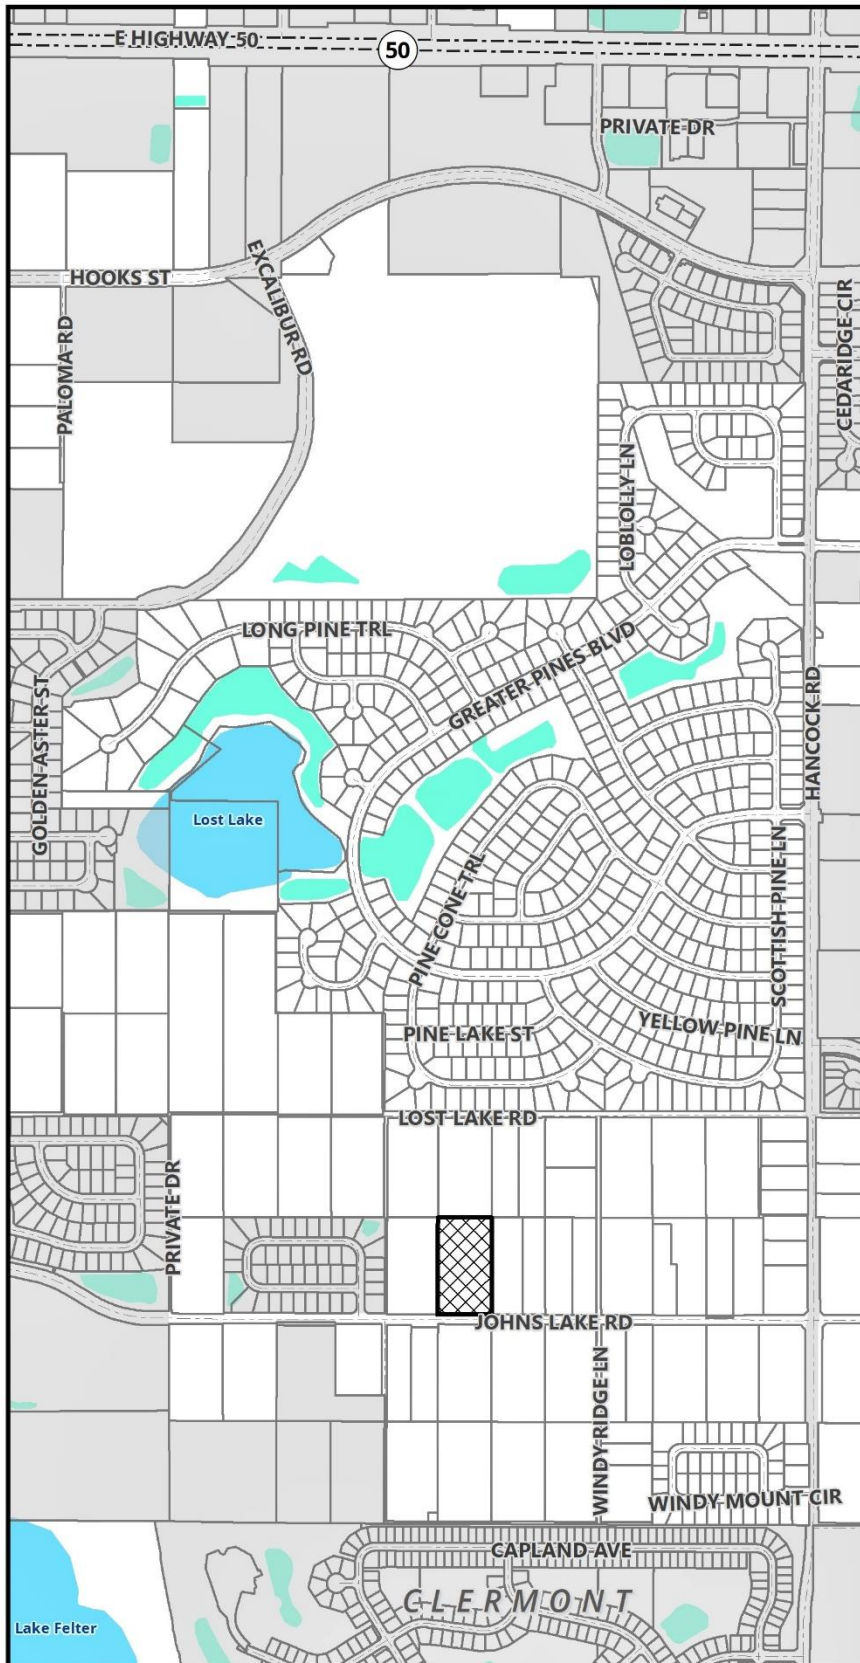 E HIGHWAY 50
50
PRIVATE DR
HOOKS ST
EXCALIBUR RD
PALOMA RD
CEDARIDGE CIR
LOBLOLLY LN
LONG PINE TRL
GREATER PINES BLVD
GOLDEN ASTER ST
HANCOCK RD
Lost Lake
PINE CONE TRL
SCOTTISH PINE LN
PINE LAKE ST
YELLOW PINE LN
LOST LAKE RD
PRIVATE DR
JOHNS LAKE RD
WINDY RIDGE LN
WINDY MOUNT CIR
CAPLAND AVE
CLERMONT
Lake Felter